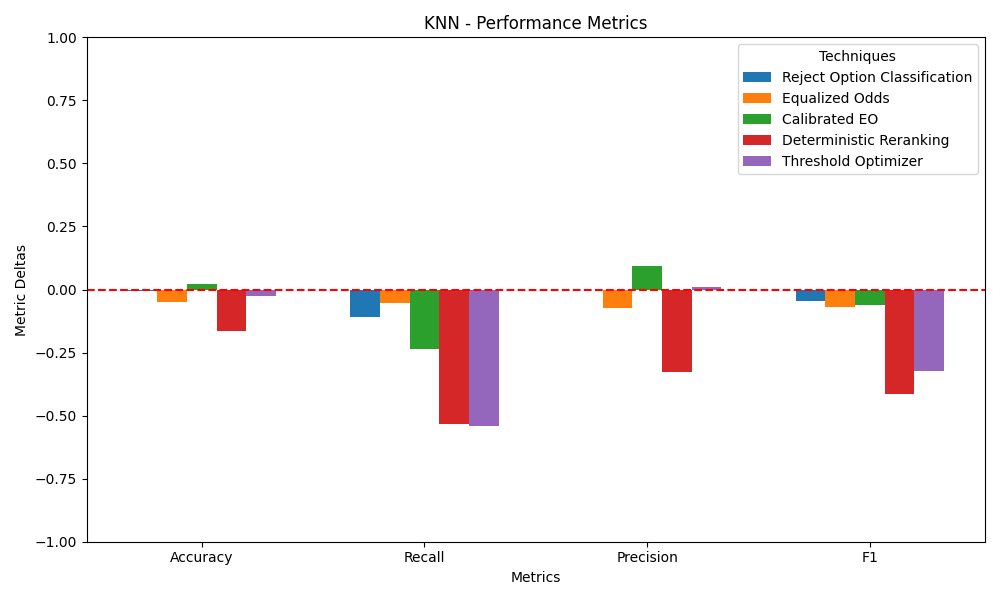 KNN - Performance Metrics
Techniques
Reject Option Classification
Equalized Odds
Calibrated EO
Deterministic Reranking
Threshold Optimizer
Metric Deltas
1.00
0.75
0.50
0.25
0.00
−0.25
−0.50
−0.75
−1.00
Accuracy Recall Precision F1
Metrics